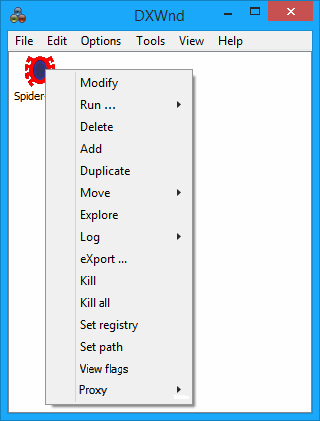 DXWnd
File Edit Options Tools View Help
Spider
Modify
Run ...
Delete
Add
Duplicate
Move
Explore
Log
eXport ...
Kill
Kill all
Set registry
Set path
View flags
Proxy